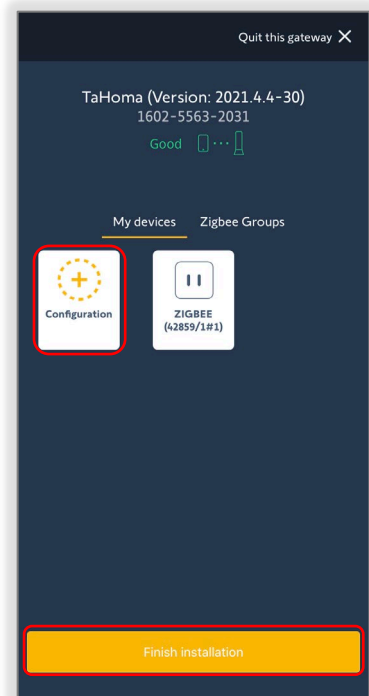 Quit this gateway X
TaHoma (Version: 2021.4.4-30)
1602-5563-2031
Good
My devices Zigbee Groups
Configuration
ZIGBEE
(42859/1#1)
Finish installation